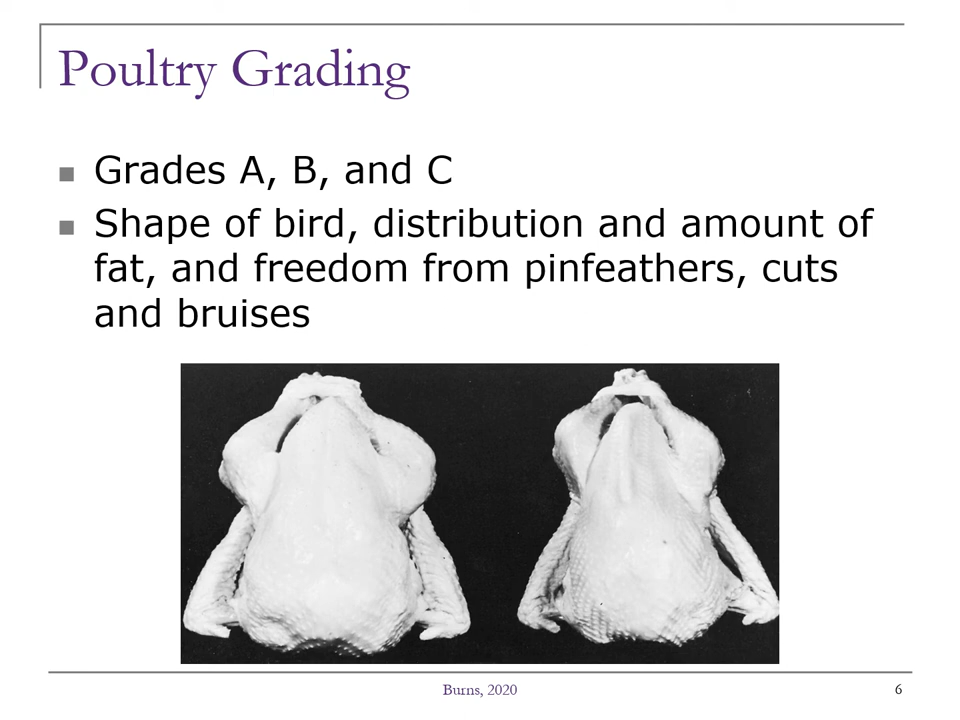 Poultry Grading
Grades A, B, and C
Shape of bird, distribution and amount of
fat, and freedom from pinfeathers, cuts
and bruises
Burns, 2020
6